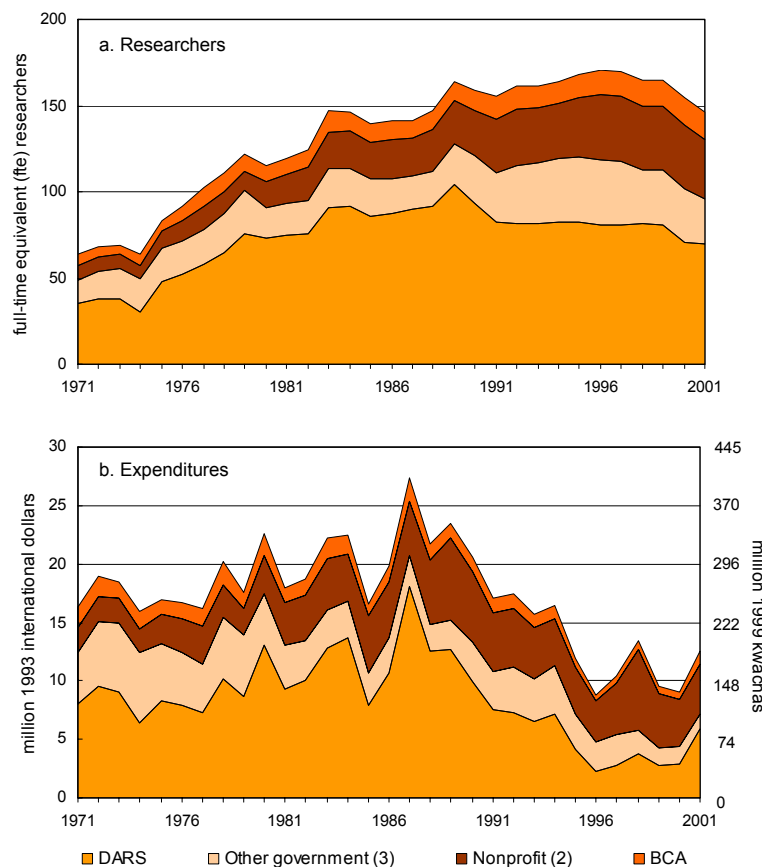 a. Researchers
full-time equivalent (fte) researchers
200
150
100
50
0
1971 1976 1981 1986 1991 1996 2001
b. Expenditures
million 1993 international dollars
30
25
20
15
10
5
0
445
370
296
222
148
74
0
million 1999 kwachas
1971 1976 1981 1986 1991 1996 2001
DARS Other government (3) Nonprofit (2) BCA